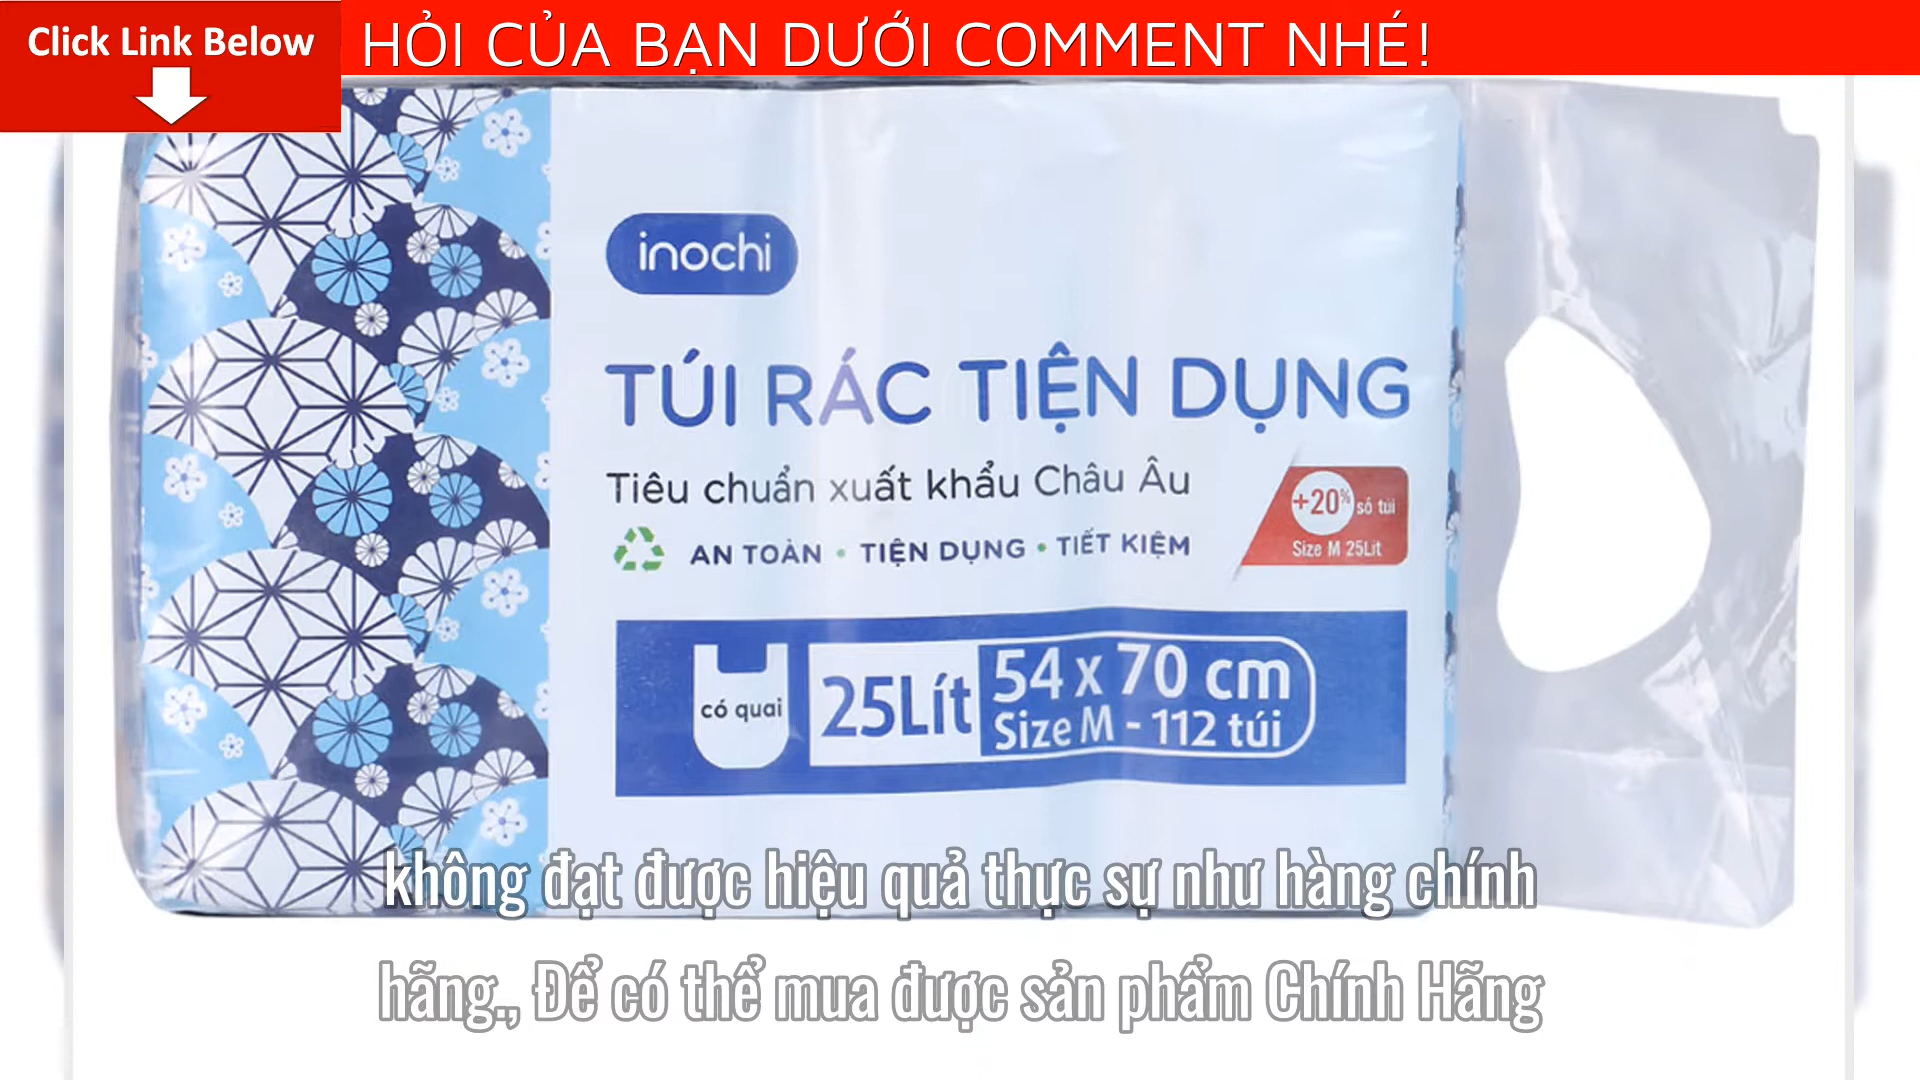 Click Link Below
HỎI CỦA BẠN DƯỚI COMMENT NHÉ!
inochi
TÚI RÁC TIỆN DỤNG
Tiêu chuẩn xuất khẩu Châu Âu
AN TOÀN • TIỆN DỤNG • TIẾT KIỆM
+20% số túi
Size M 25Lít
có quai
25Lít
54 x 70 cm
Size M - 112 túi
không đạt được hiệu quả thực sự như hàng chính
hãng., Để có thể mua được sản phẩm Chính Hãng